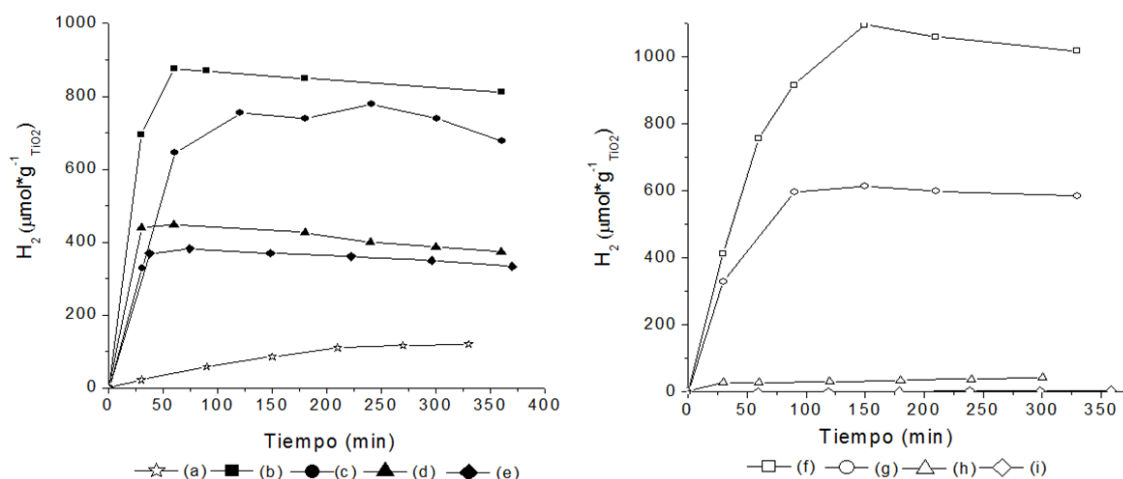 1000
800
600
400
200
0
H2 (μmol*g-1 TiO2)
0 50 100 150 200 250 300 350 400
Tiempo (min)
(a) (b) (c) (d) (e)
1000
800
600
400
200
0
H2 (μmol*g-1 TiO2)
0 50 100 150 200 250 300 350
Tiempo (min)
(f) (g) (h) (i)